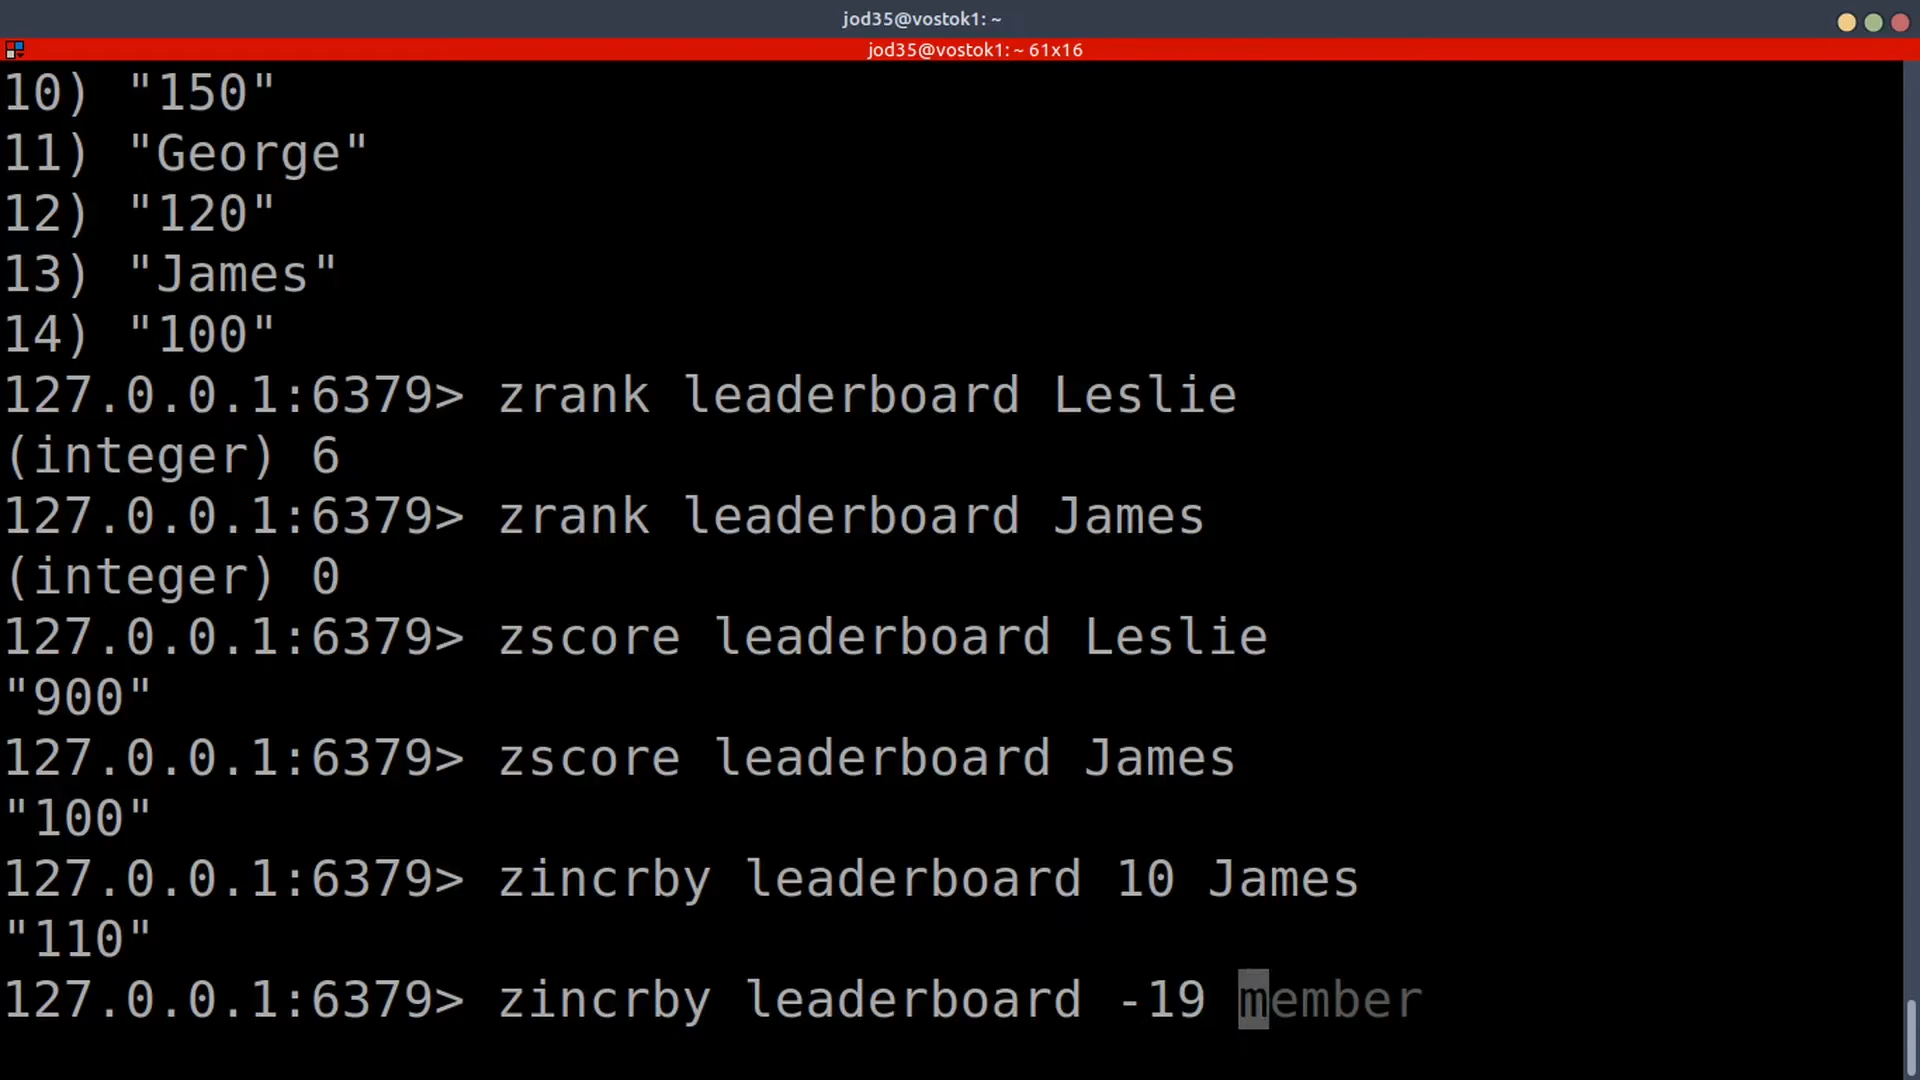 jod35@vostok1: ~
jod35@vostok1: ~ 61x16
10) "150"
11) "George"
12) "120"
13) "James"
14) "100"
127.0.0.1:6379> zrank leaderboard Leslie
(integer) 6
127.0.0.1:6379> zrank leaderboard James
(integer) 0
127.0.0.1:6379> zscore leaderboard Leslie
"900"
127.0.0.1:6379> zscore leaderboard James
"100"
127.0.0.1:6379> zincrby leaderboard 10 James
"110"
127.0.0.1:6379> zincrby leaderboard -19 member